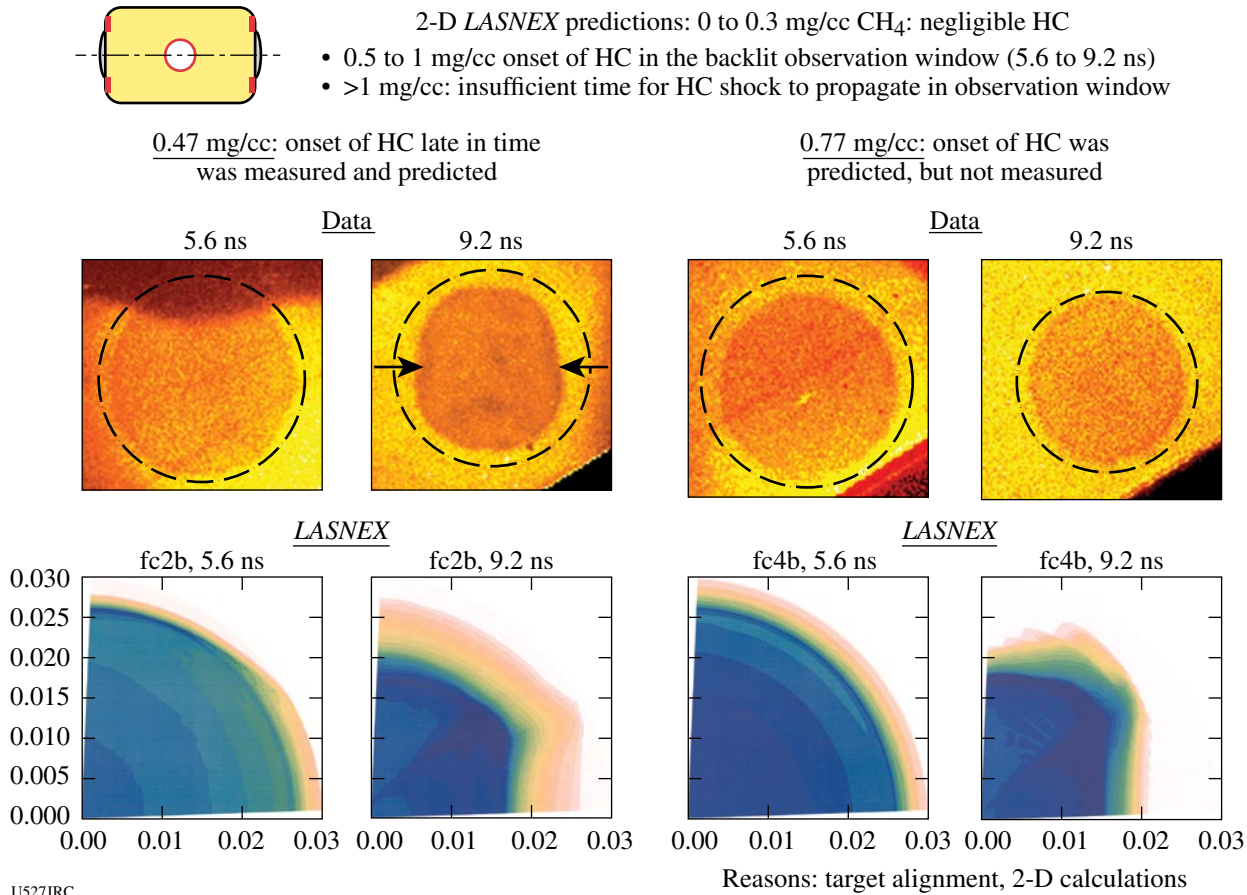 2-D LASNEX predictions: 0 to 0.3 mg/cc CH₄: negligible HC
• 0.5 to 1 mg/cc onset of HC in the backlit observation window (5.6 to 9.2 ns)
• >1 mg/cc: insufficient time for HC shock to propagate in observation window
0.47 mg/cc: onset of HC late in time
was measured and predicted
0.77 mg/cc: onset of HC was
predicted, but not measured
Data
5.6 ns 9.2 ns
Data
5.6 ns 9.2 ns
LASNEX
fc2b, 5.6 ns fc2b, 9.2 ns
LASNEX
fc4b, 5.6 ns fc4b, 9.2 ns
0.030
0.025
0.020
0.015
0.010
0.005
0.000
0.00 0.01 0.02 0.03 0.00 0.01 0.02 0.03 0.00 0.01 0.02 0.03 0.00 0.01 0.02 0.03
Reasons: target alignment, 2-D calculations
U527JRC